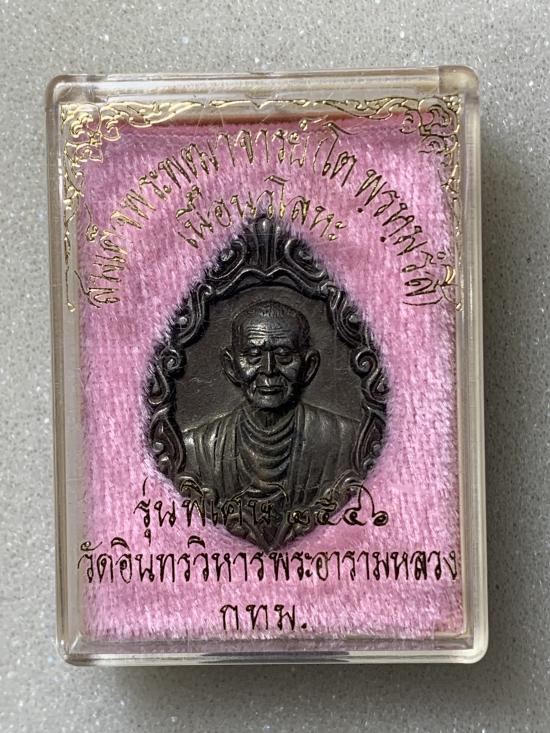 สมเด็จพระพุฒาจารย์ (โต พฺรหฺมรํสี)
เนื้อนวโลหะ
รุ่นพิเศษ ๒๕๔๖
วัดอินทรวิหารพระอารามหลวง
กทม.